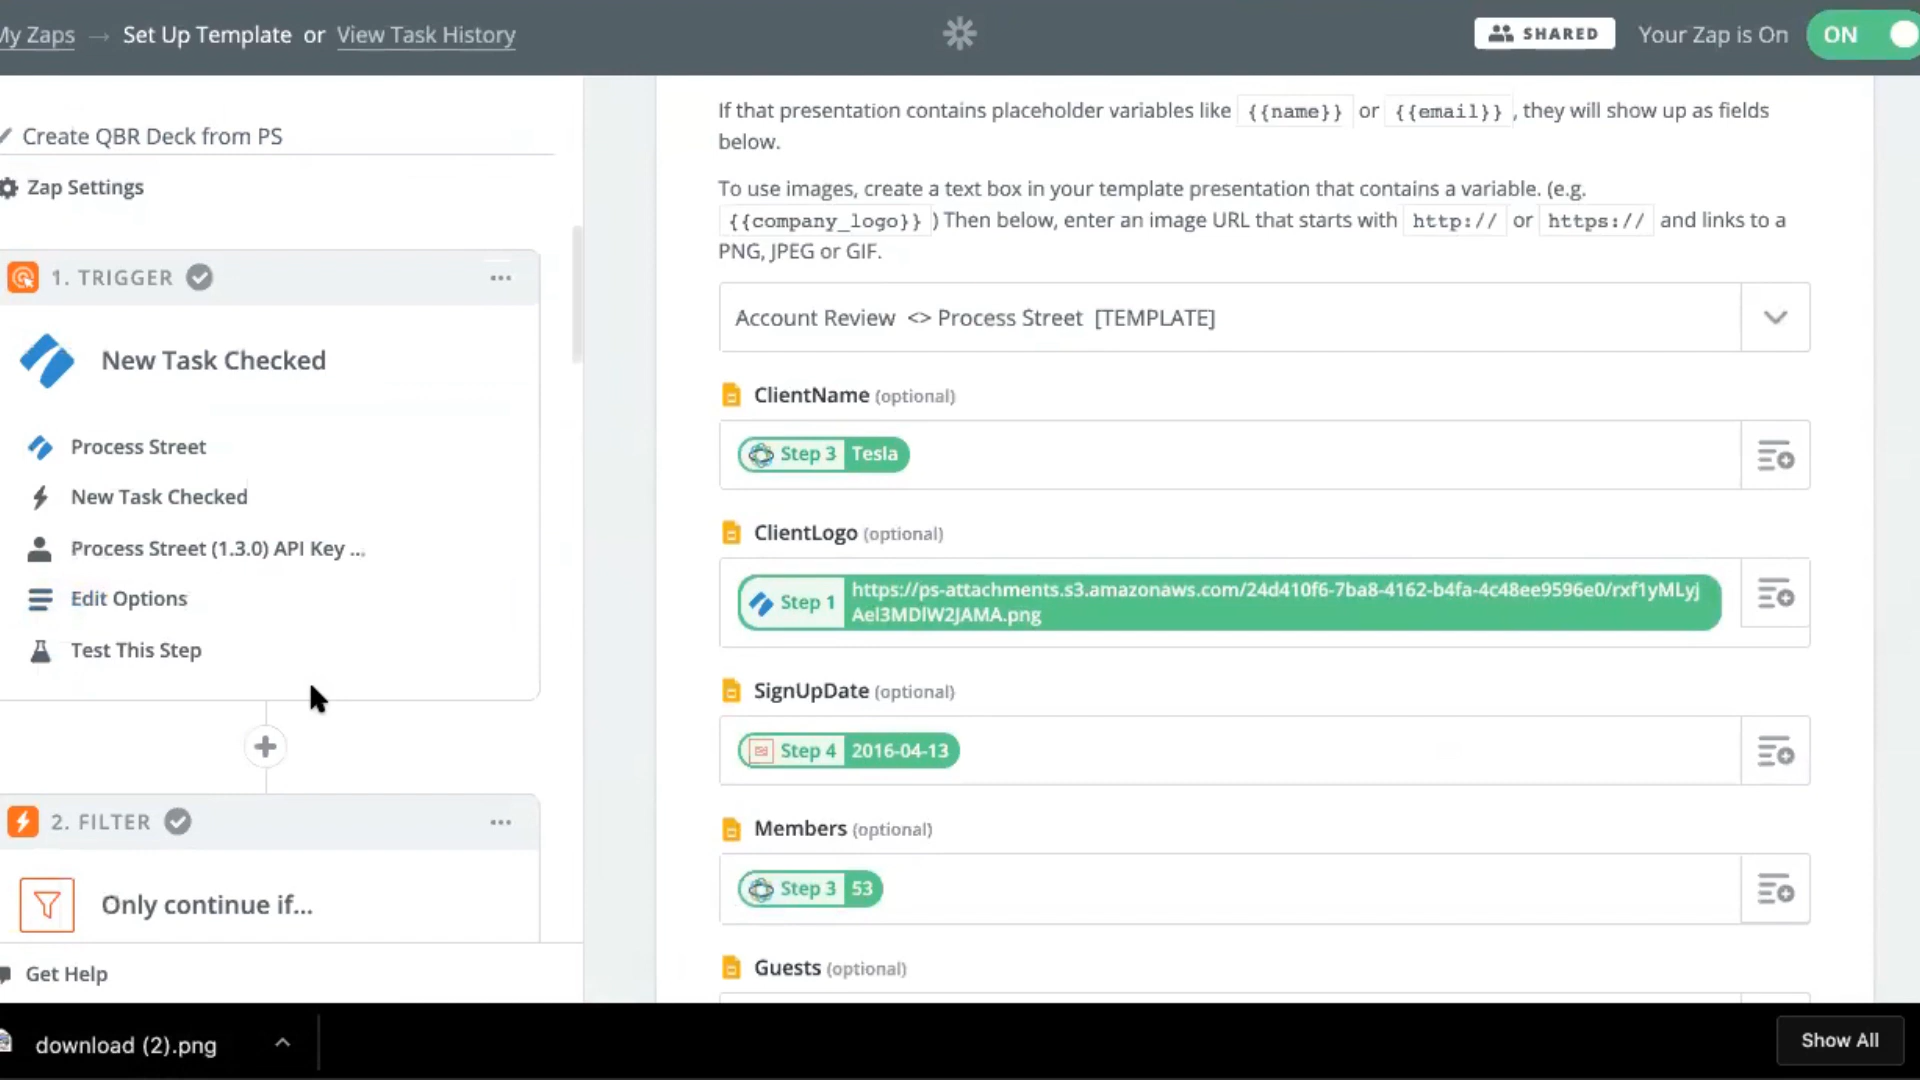 My Zaps → Set Up Template or View Task History
SHARED
Your Zap is On
ON
Create QBR Deck from PS
Zap Settings
1. TRIGGER
New Task Checked
Process Street
New Task Checked
Process Street (1.3.0) API Key ...
Edit Options
Test This Step
2. FILTER
Only continue if...
Get Help
If that presentation contains placeholder variables like {{name}} or {{email}}, they will show up as fields
below.
To use images, create a text box in your template presentation that contains a variable. (e.g.
{{company_logo}}) Then below, enter an image URL that starts with http:// or https:// and links to a
PNG, JPEG or GIF.
Account Review <> Process Street [TEMPLATE]
ClientName (optional)
Step 3 Tesla
ClientLogo (optional)
Step 1 https://ps-attachments.s3.amazonaws.com/24d410f6-7ba8-4162-b4fa-4c48ee9596e0/rxf1yMLyj
Ael3MDlW2JAMA.png
SignUpDate (optional)
Step 4 2016-04-13
Members (optional)
Step 3 53
Guests (optional)
download (2).png
Show All